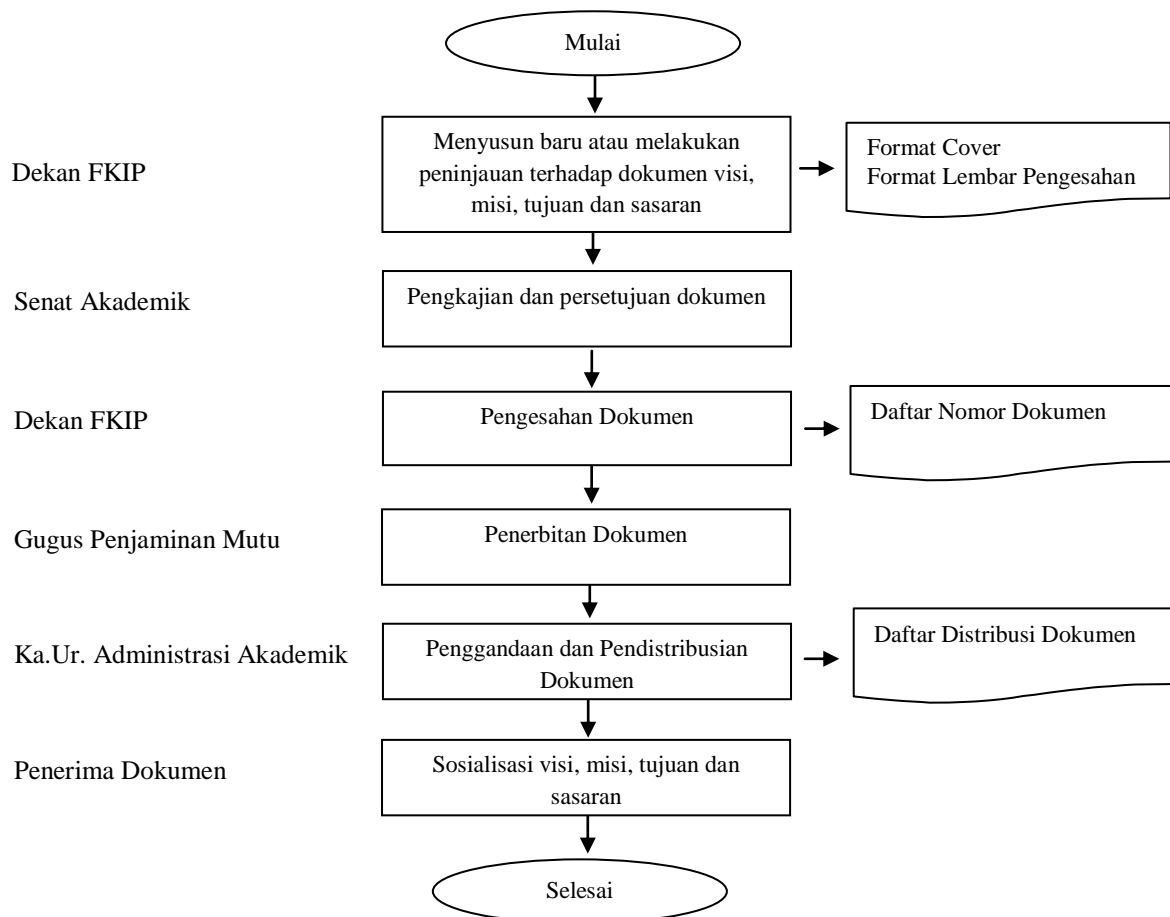 Mulai
Dekan FKIP
Menyusun baru atau melakukan
peninjauan terhadap dokumen visi,
misi, tujuan dan sasaran
Format Cover
Format Lembar Pengesahan
Senat Akademik
Pengkajian dan persetujuan dokumen
Dekan FKIP
Pengesahan Dokumen
Daftar Nomor Dokumen
Gugus Penjaminan Mutu
Penerbitan Dokumen
Ka.Ur. Administrasi Akademik
Penggandaan dan Pendistribusian
Dokumen
Daftar Distribusi Dokumen
Penerima Dokumen
Sosialisasi visi, misi, tujuan dan
sasaran
Selesai